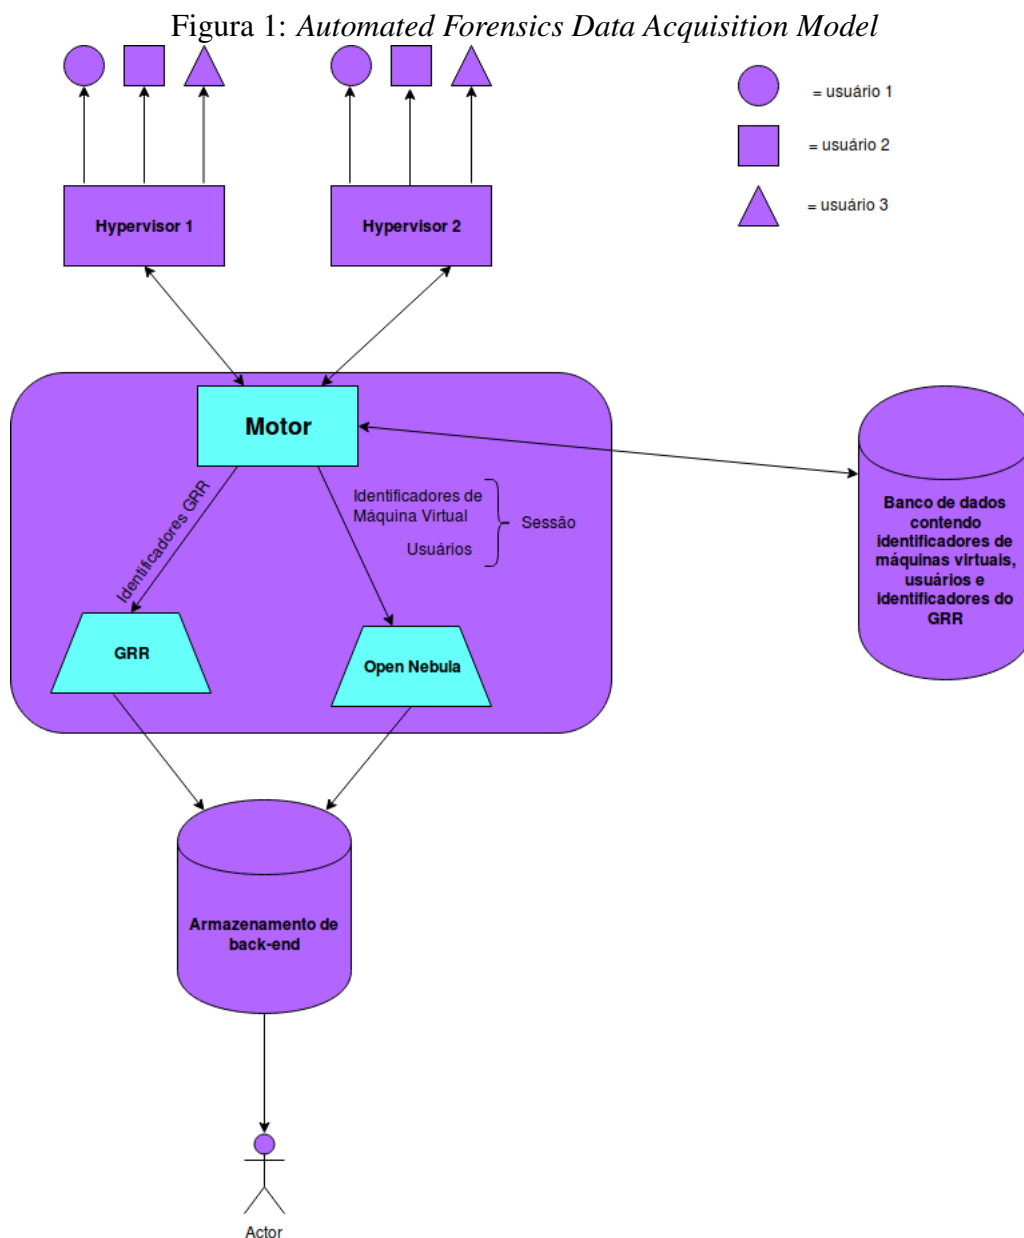 Figura 1: Automated Forensics Data Acquisition Model
= usuário 1
= usuário 2
= usuário 3
Hypervisor 1
Hypervisor 2
Motor
Identificadores GRR
Identificadores de
Máquina Virtual
Usuários
Sessão
Banco de dados
contendo
identificadores de
máquinas virtuais,
usuários e
identificadores do
GRR
GRR
Open Nebula
Armazenamento de
back-end
Actor